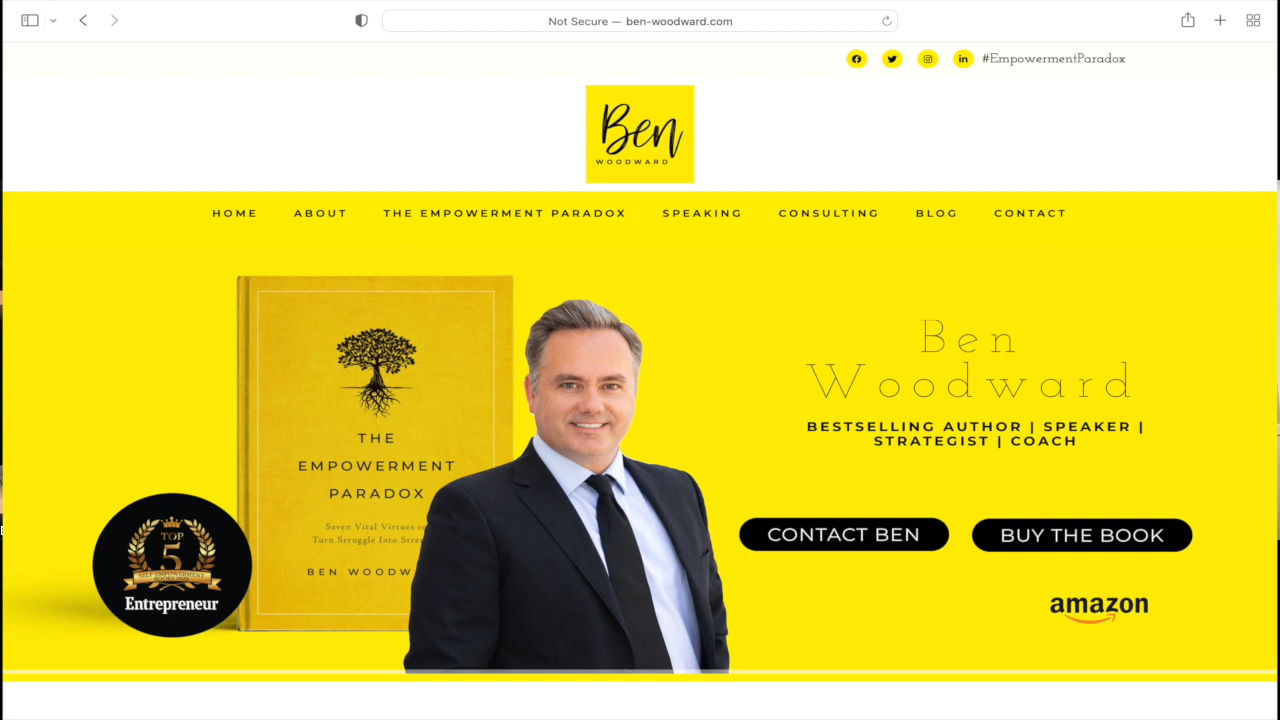 Not Secure — ben-woodward.com
#EmpowermentParadox
Ben
WOODWARD
HOME ABOUT THE EMPOWERMENT PARADOX SPEAKING CONSULTING BLOG CONTACT
THE
EMPOWERMENT
PARADOX
Seven Vital Virtues to
Turn Struggle Into
BEN
TOP
5
Entrepreneur
Ben
Woodward
BESTSELLING AUTHOR | SPEAKER |
STRATEGIST | COACH
CONTACT BEN
BUY THE BOOK
amazon